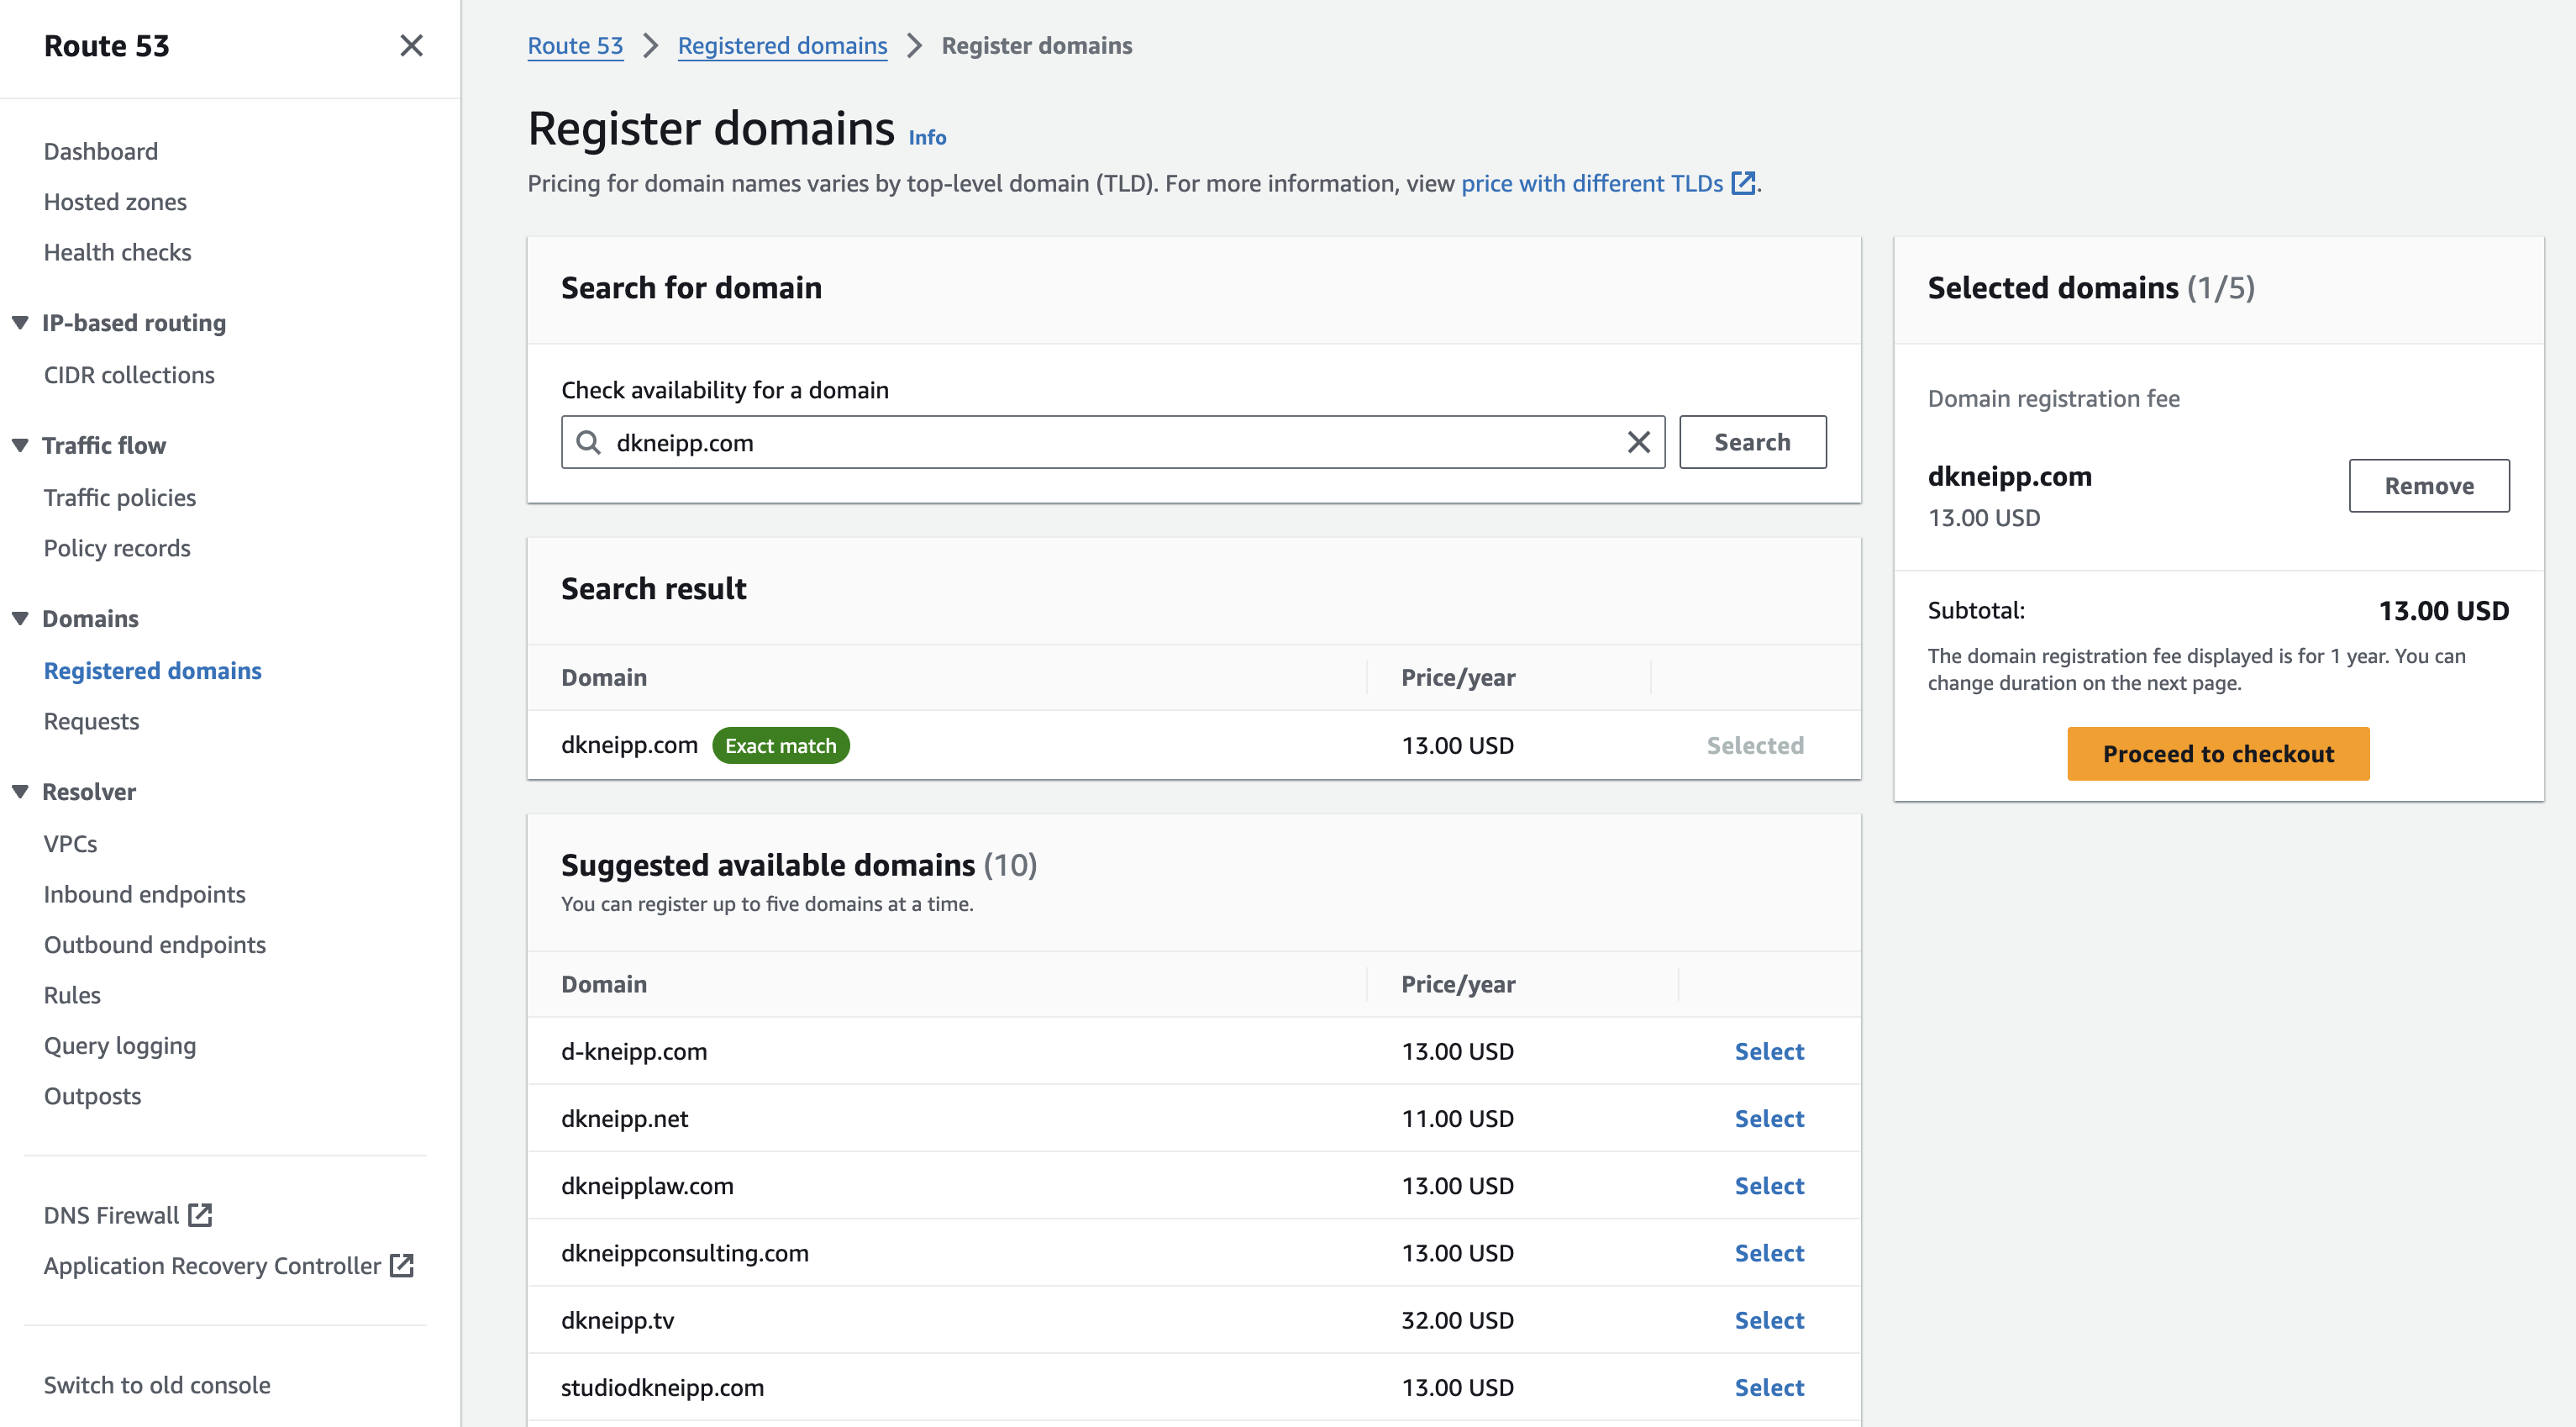 Route 53
Dashboard
Hosted zones
Health checks
IP-based routing
CIDR collections
Traffic flow
Traffic policies
Policy records
Domains
Registered domains
Requests
Resolver
VPCs
Inbound endpoints
Outbound endpoints
Rules
Query logging
Outposts
DNS Firewall
Application Recovery Controller
Switch to old console
Route 53 > Registered domains > Register domains
Register domains Info
Pricing for domain names varies by top-level domain (TLD). For more information, view price with different TLDs.
Search for domain
Check availability for a domain
dkneipp.com Search
Search result
Domain Price/year
dkneipp.com Exact match 13.00 USD Selected
Suggested available domains (10)
You can register up to five domains at a time.
Domain Price/year
d-kneipp.com 13.00 USD Select
dkneipp.net 11.00 USD Select
dkneipplaw.com 13.00 USD Select
dkneippconsulting.com 13.00 USD Select
dkneipp.tv 32.00 USD Select
studiodkneipp.com 13.00 USD Select
Selected domains (1/5)
Domain registration fee
dkneipp.com
13.00 USD
Remove
Subtotal: 13.00 USD
The domain registration fee displayed is for 1 year. You can
change duration on the next page.
Proceed to checkout